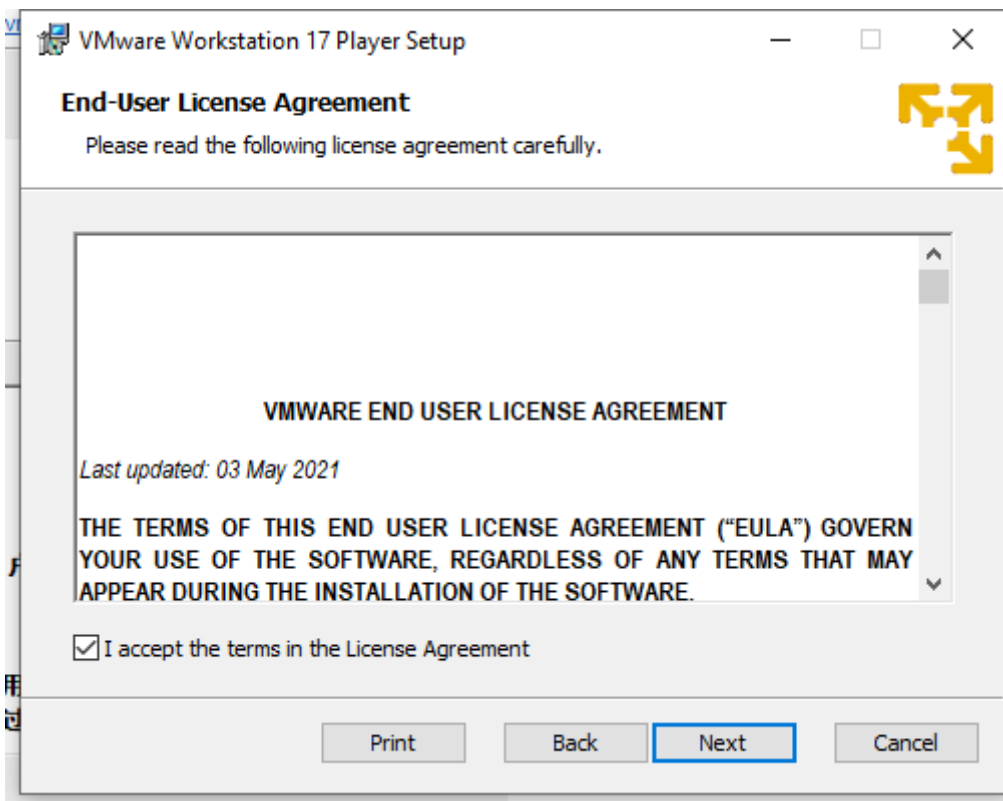 VMware Workstation 17 Player Setup
End-User License Agreement
Please read the following license agreement carefully.
VMWARE END USER LICENSE AGREEMENT
Last updated: 03 May 2021
THE TERMS OF THIS END USER LICENSE AGREEMENT (“EULA”) GOVERN
YOUR USE OF THE SOFTWARE, REGARDLESS OF ANY TERMS THAT MAY
APPEAR DURING THE INSTALLATION OF THE SOFTWARE.
I accept the terms in the License Agreement
用
过
Print Back Next Cancel